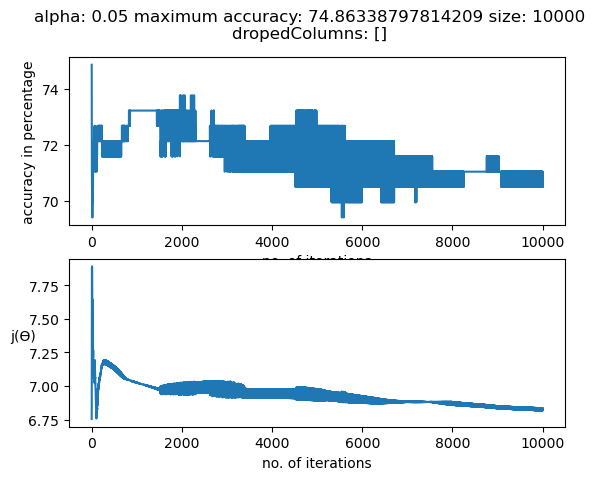 alpha: 0.05 maximum accuracy: 74.86338797814209 size: 10000
dropedColumns: []
74
72
70
accuracy in percentage
0 2000 4000 6000 8000 10000
no. of iterations
7.75
7.50
7.25
7.00
6.75
j(Θ)
0 2000 4000 6000 8000 10000
no. of iterations